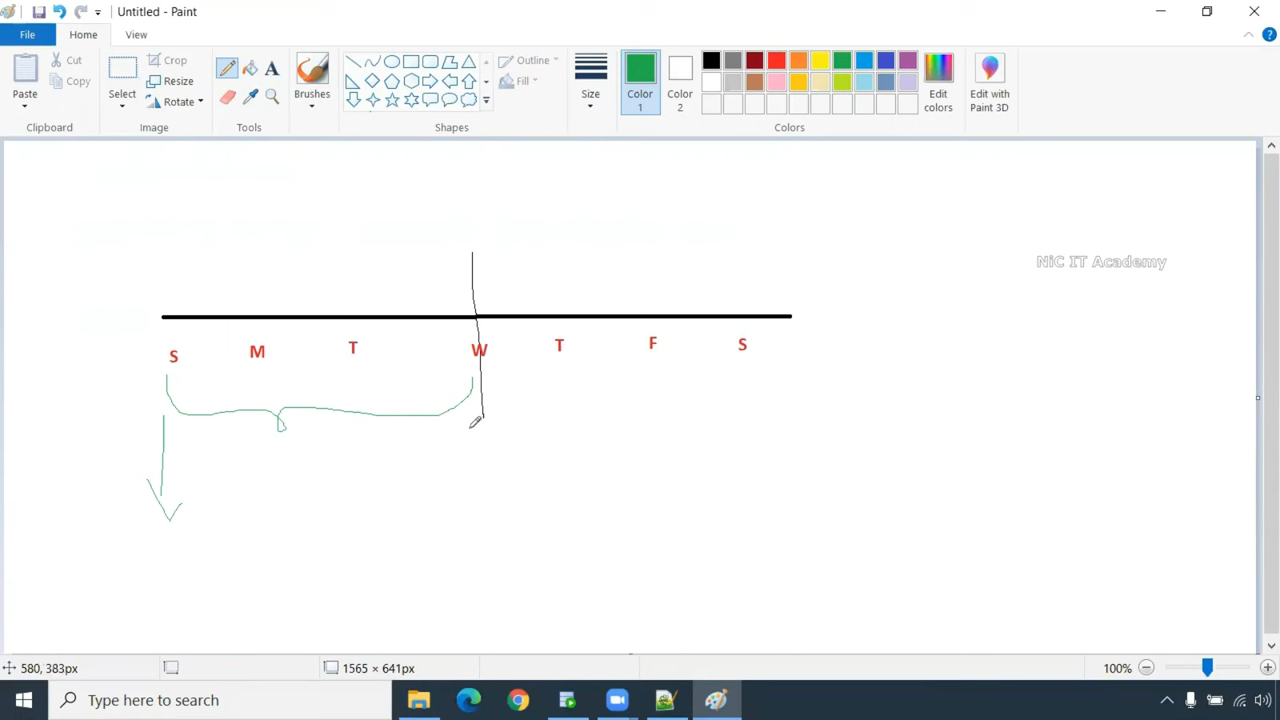 Untitled - Paint
File Home View
Paste
Clipboard
Cut
Copy
Select
Crop
Resize
Rotate
Image
Tools
Brushes
Shapes
Outline
Fill
Size
Color 1
Color 2
Edit colors
Colors
Edit with Paint 3D
NiC IT Academy
S M T W T F S
580, 383px
1565 × 641px
100%
Type here to search